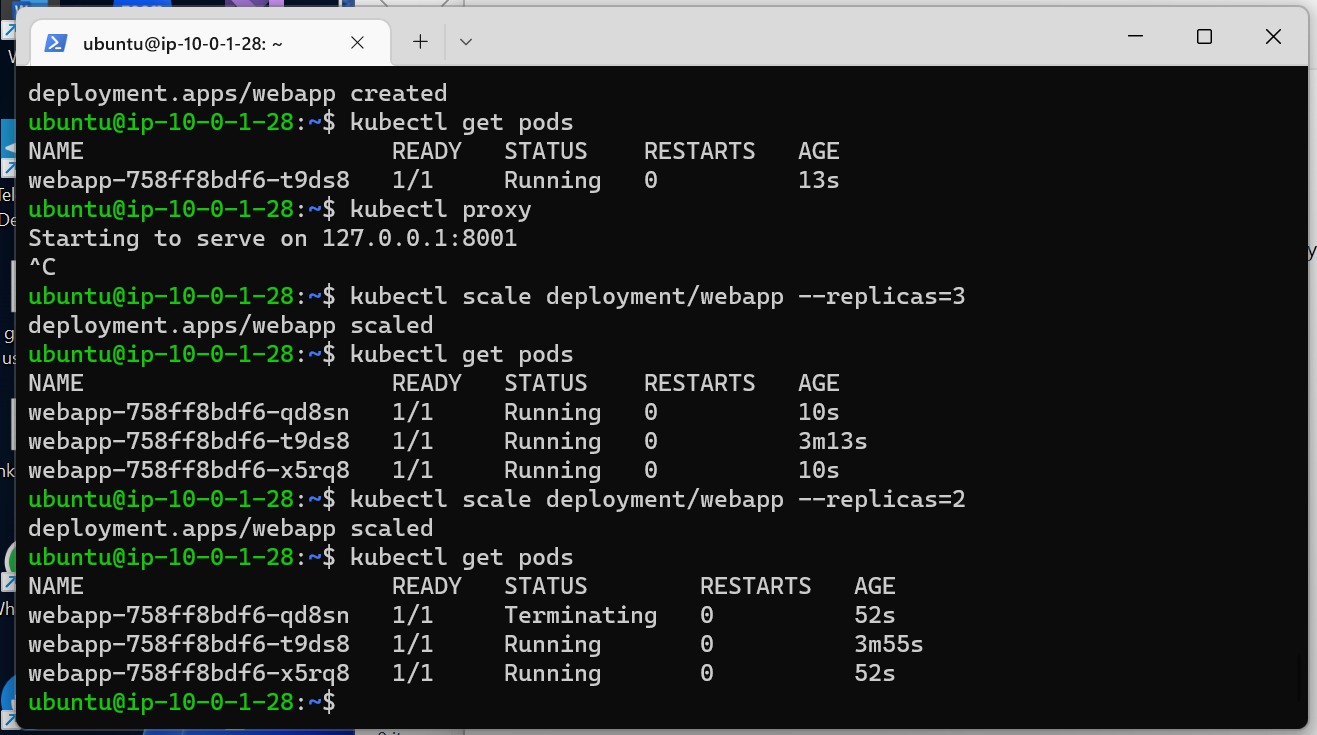 ubuntu@ip-10-0-1-28: ~
deployment.apps/webapp created
ubuntu@ip-10-0-1-28:~$ kubectl get pods
NAME READY STATUS RESTARTS AGE
webapp-758ff8bdf6-t9ds8 1/1 Running 0 13s
ubuntu@ip-10-0-1-28:~$ kubectl proxy
Starting to serve on 127.0.0.1:8001
^C
ubuntu@ip-10-0-1-28:~$ kubectl scale deployment/webapp --replicas=3
deployment.apps/webapp scaled
ubuntu@ip-10-0-1-28:~$ kubectl get pods
NAME READY STATUS RESTARTS AGE
webapp-758ff8bdf6-qd8sn 1/1 Running 0 10s
webapp-758ff8bdf6-t9ds8 1/1 Running 0 3m13s
webapp-758ff8bdf6-x5rq8 1/1 Running 0 10s
ubuntu@ip-10-0-1-28:~$ kubectl scale deployment/webapp --replicas=2
deployment.apps/webapp scaled
ubuntu@ip-10-0-1-28:~$ kubectl get pods
NAME READY STATUS RESTARTS AGE
webapp-758ff8bdf6-qd8sn 1/1 Terminating 0 52s
webapp-758ff8bdf6-t9ds8 1/1 Running 0 3m55s
webapp-758ff8bdf6-x5rq8 1/1 Running 0 52s
ubuntu@ip-10-0-1-28:~$